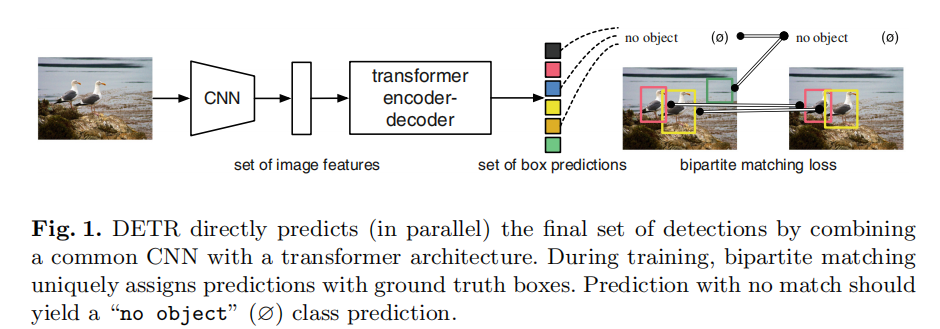 no object (ø) no object (ø)
CNN
transformer
encoder-
decoder
set of image features
set of box predictions
bipartite matching loss
Fig. 1. DETR directly predicts (in parallel) the final set of detections by combining
a common CNN with a transformer architecture. During training, bipartite matching
uniquely assigns predictions with ground truth boxes. Prediction with no match should
yield a “no object” (∅) class prediction.